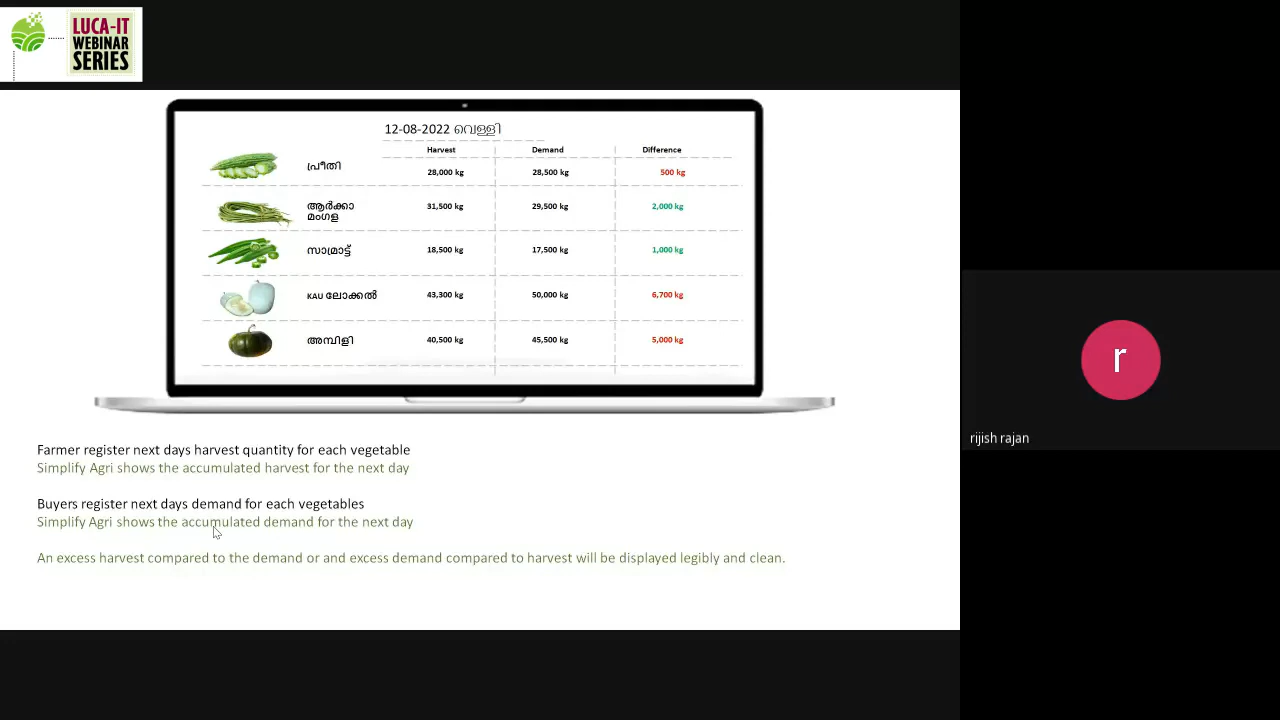 LUCA-IT
WEBINAR
SERIES
12-08-2022 വെള്ളി
Harvest Demand Difference
പ്രീതി 28,000 kg 28,500 kg 500 kg
ആർക്കാ
മംഗള 31,500 kg 29,500 kg 2,000 kg
സാമ്രാട്ട് 18,500 kg 17,500 kg 1,000 kg
KAU ലോക്കൽ 43,300 kg 50,000 kg 6,700 kg
അമ്പിളി 40,500 kg 45,500 kg 5,000 kg
Farmer register next days harvest quantity for each vegetable
Simplify Agri shows the accumulated harvest for the next day
Buyers register next days demand for each vegetables
Simplify Agri shows the accumulated demand for the next day
An excess harvest compared to the demand or and excess demand compared to harvest will be displayed legibly and clean.
r
rijish rajan